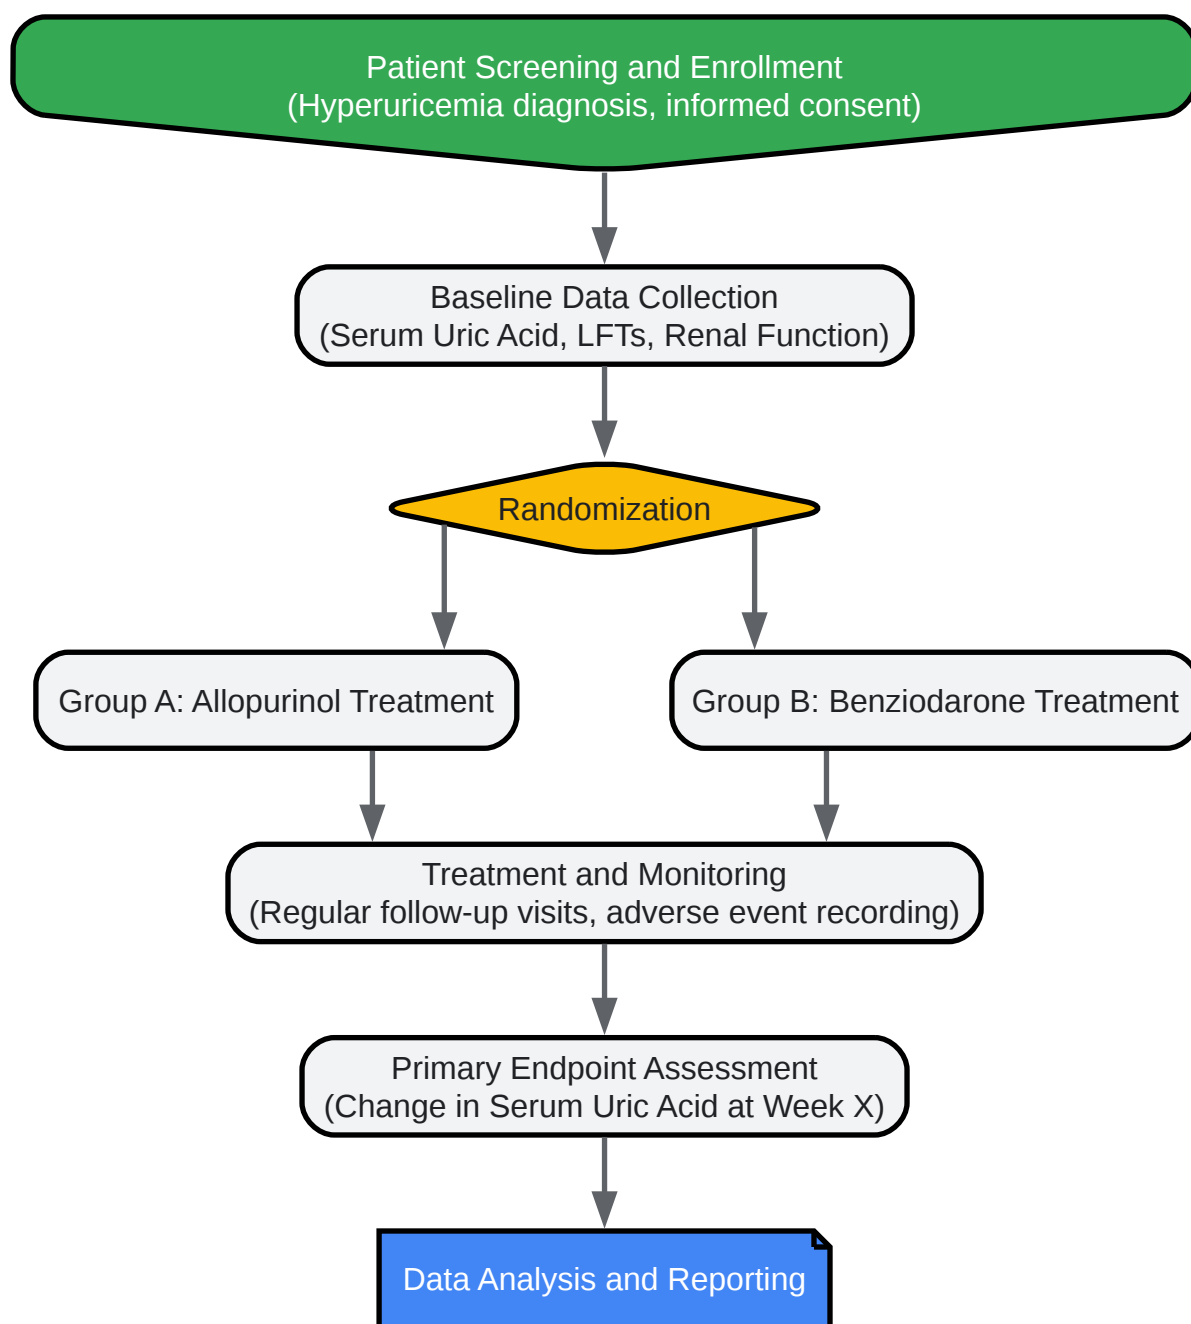 Patient Screening and Enrollment
(Hyperuricemia diagnosis, informed consent)
Baseline Data Collection
(Serum Uric Acid, LFTs, Renal Function)
Randomization
Group A: Allopurinol Treatment
Group B: Benziodarone Treatment
Treatment and Monitoring
(Regular follow-up visits, adverse event recording)
Primary Endpoint Assessment
(Change in Serum Uric Acid at Week X)
Data Analysis and Reporting